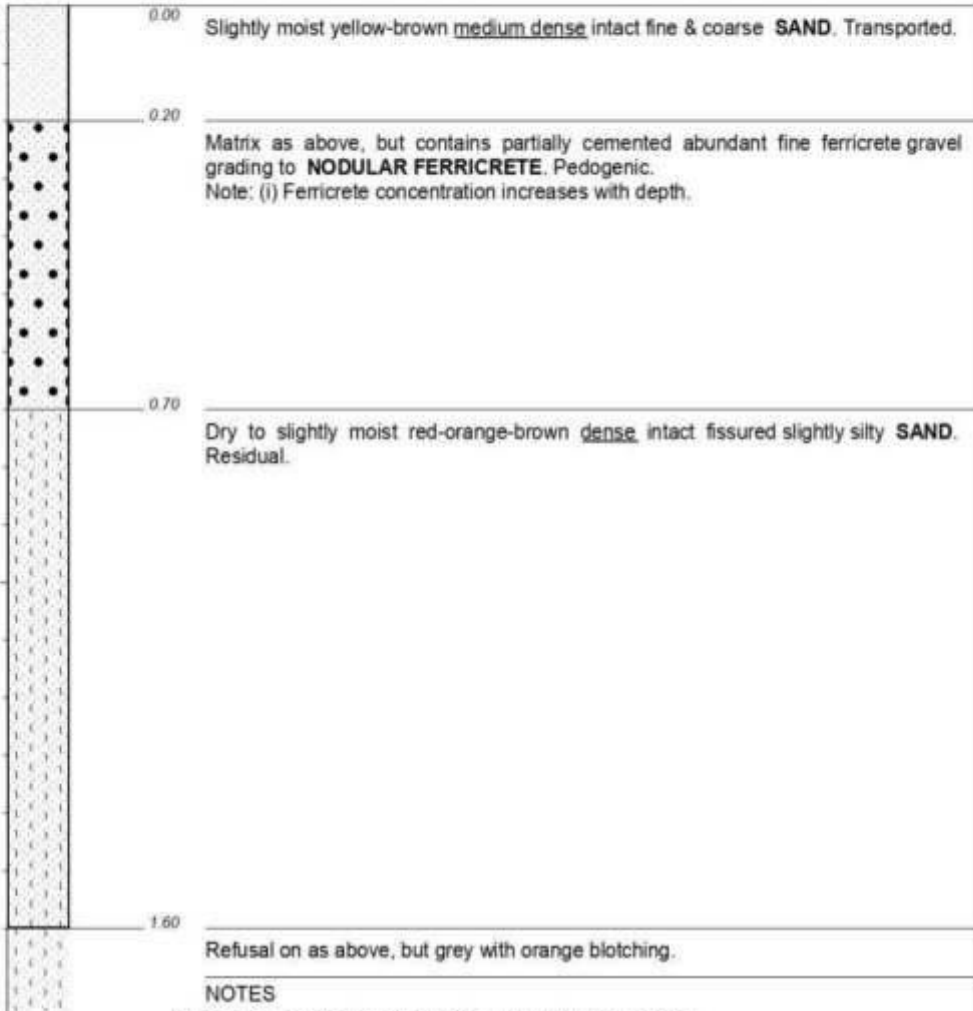 0.00
Slightly moist yellow-brown medium dense intact fine & coarse SAND. Transported.
0.20
Matrix as above, but contains partially cemented abundant fine ferricrete gravel
grading to NODULAR FERRICRETE. Pedogenic.
Note: (i) Ferricrete concentration increases with depth.
0.70
Dry to slightly moist red-orange-brown dense intact fissured slightly silty SAND.
Residual.
1.60
Refusal on as above, but grey with orange blotching.
NOTES